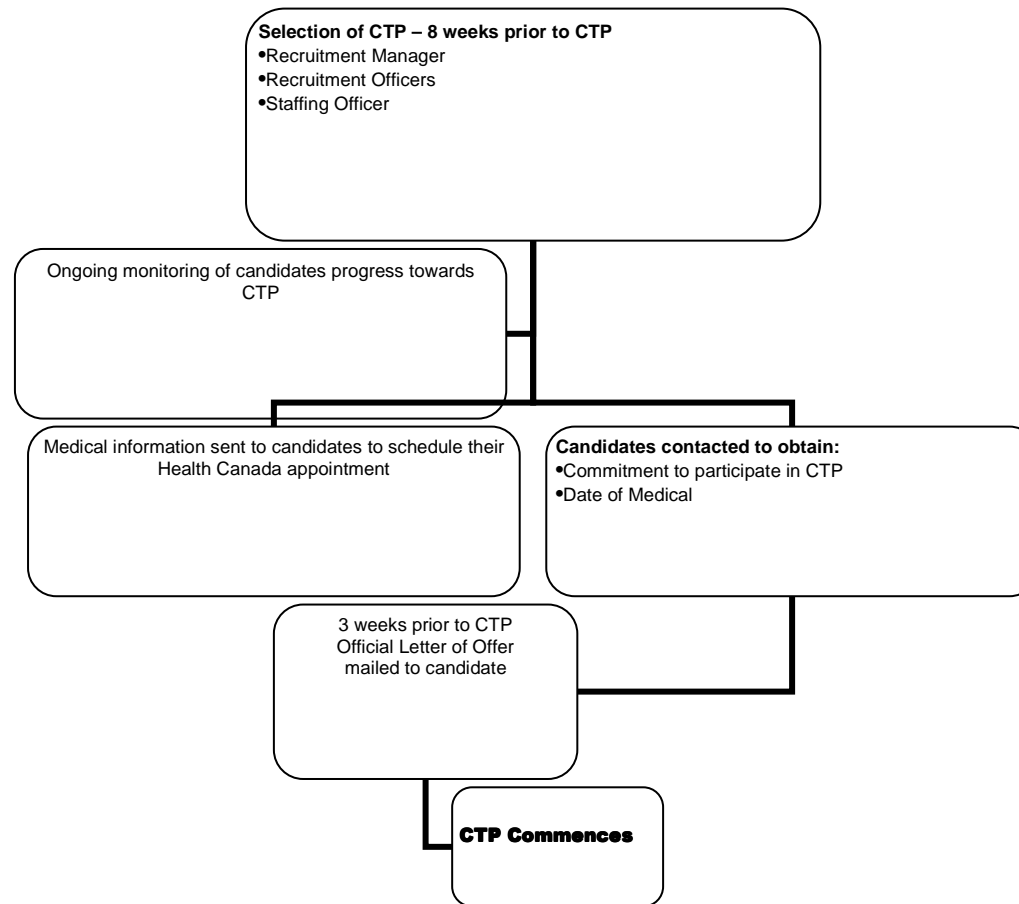 Selection of CTP – 8 weeks prior to CTP
•Recruitment Manager
•Recruitment Officers
•Staffing Officer
Ongoing monitoring of candidates progress towards
CTP
Medical information sent to candidates to schedule their
Health Canada appointment
Candidates contacted to obtain:
•Commitment to participate in CTP
•Date of Medical
3 weeks prior to CTP
Official Letter of Offer
mailed to candidate
CTP Commences